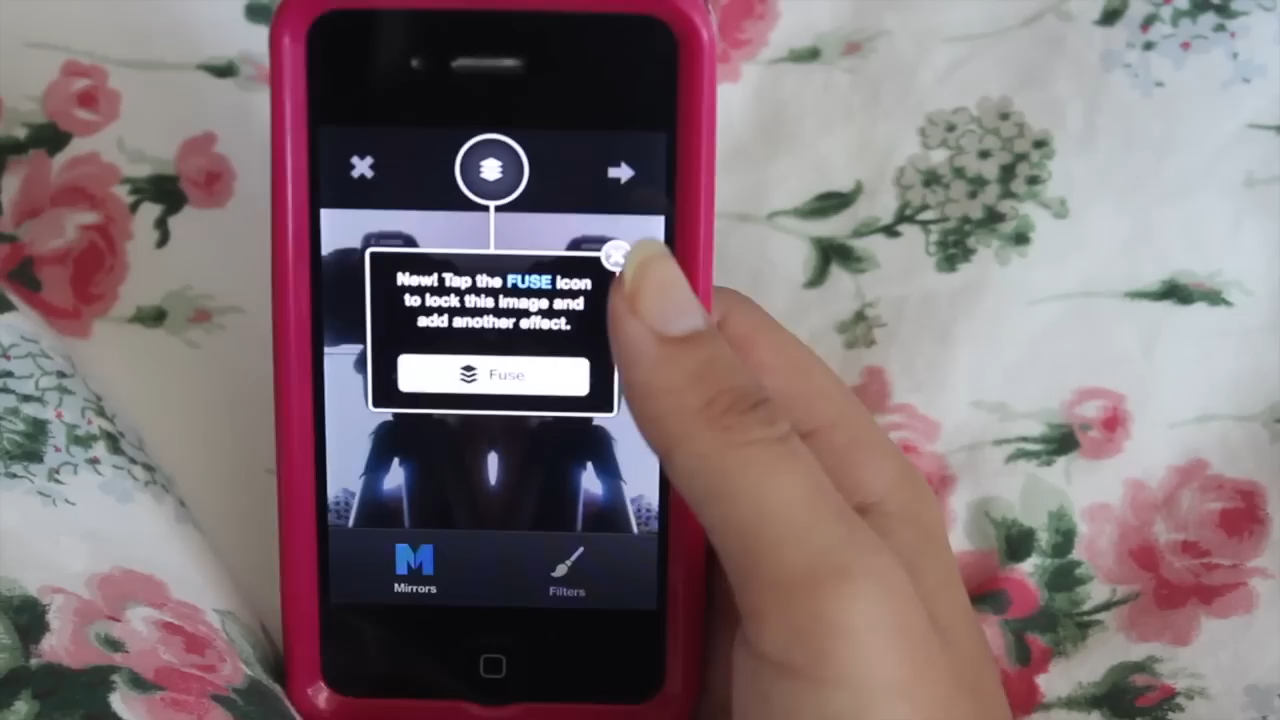 New! Tap the FUSE icon
to lock this image and
add another effect.
Fuse
Mirrors
Filters